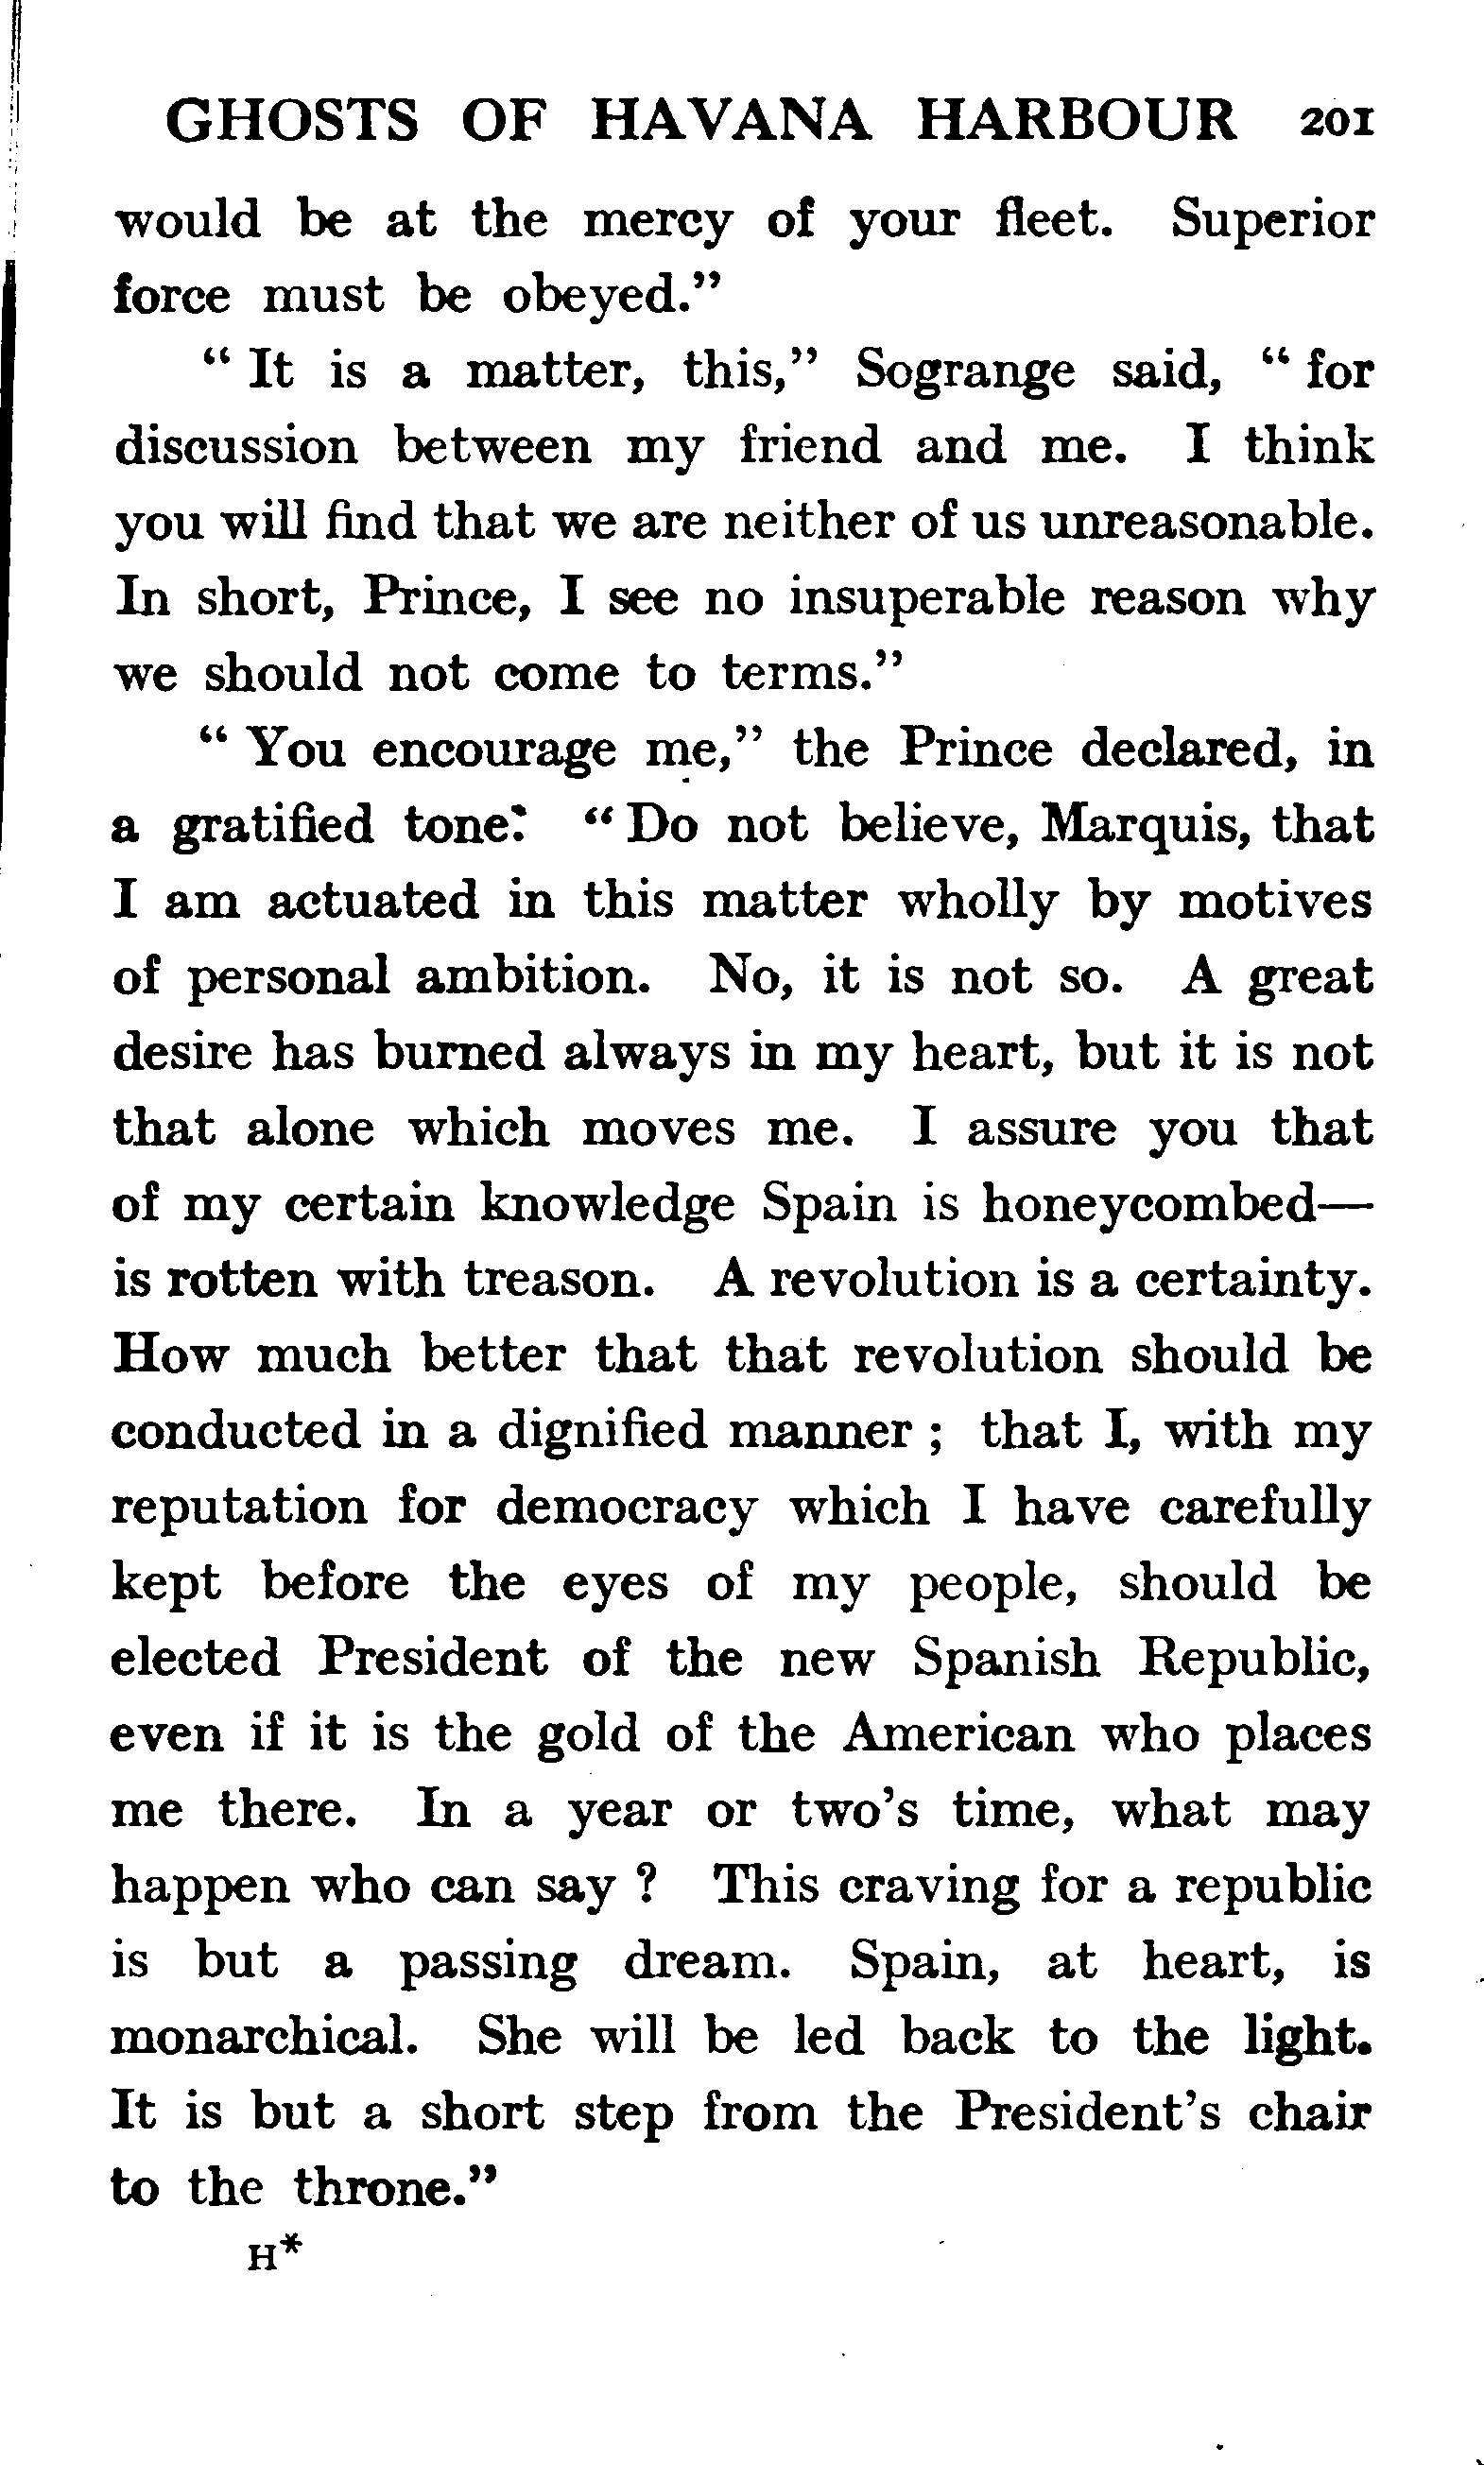 GHOSTS OF HAVANA HARBOUR 201
would be at the mercy of your fleet. Superior
force must be obeyed."
" It is a matter, this," Sogrange said, " for
discussion between my friend and me. I think
you will find that we are neither of us unreasonable.
In short, Prince, I see no insuperable reason why
we should not come to terms."
" You encourage me," the Prince declared, in
a gratified tone: " Do not believe, Marquis, that
I am actuated in this matter wholly by motives
of personal ambition. No, it is not so. A great
desire has burned always in my heart, but it is not
that alone which moves me. I assure you that
of my certain knowledge Spain is honeycombed—
is rotten with treason. A revolution is a certainty.
How much better that that revolution should be
conducted in a dignified manner ; that I, with my
reputation for democracy which I have carefully
kept before the eyes of my people, should be
elected President of the new Spanish Republic,
even if it is the gold of the American who places
me there. In a year or two's time, what may
happen who can say ? This craving for a republic
is but a passing dream. Spain, at heart, is
monarchical. She will be led back to the light.
It is but a short step from the President's chair
to the throne."
H*